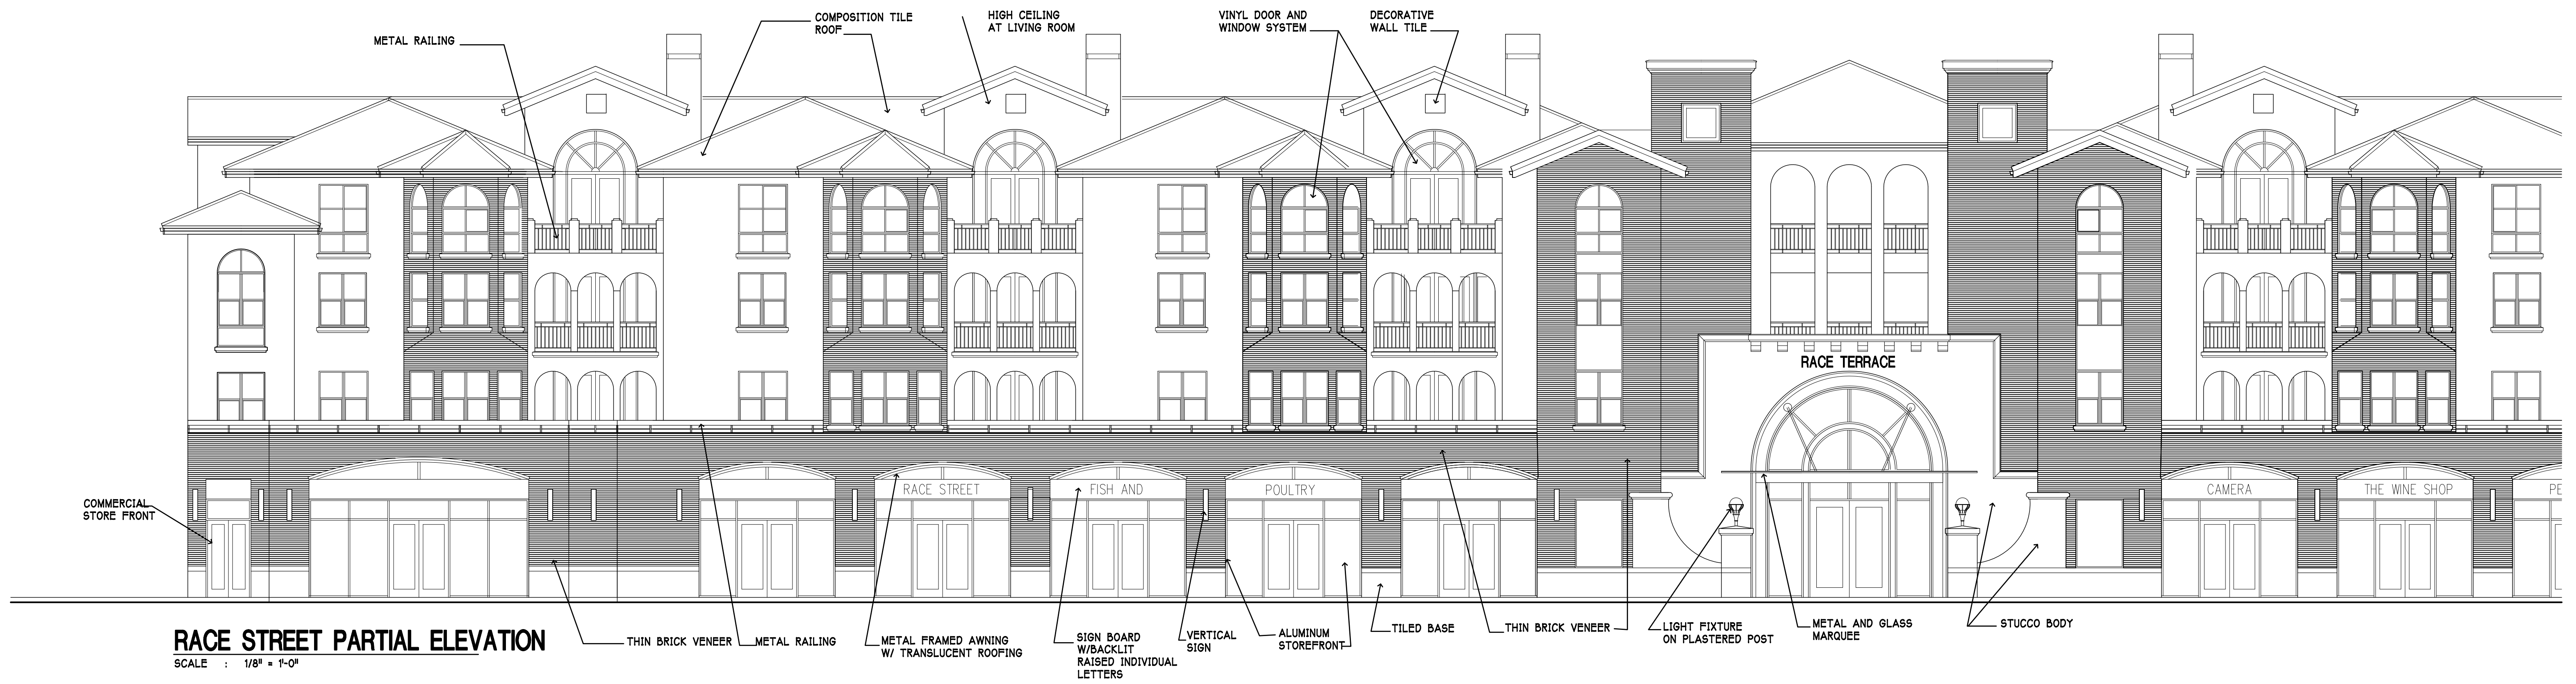 COMPOSITION TILE
ROOF
HIGH CEILING
AT LIVING ROOM
VINYL DOOR AND
WINDOW SYSTEM
DECORATIVE
WALL TILE
METAL RAILING
RACE TERRACE
RACE STREET
FISH AND
POULTRY
CAMERA
THE WINE SHOP
PE
COMMERCIAL
STORE FRONT
RACE STREET PARTIAL ELEVATION
SCALE : 1/8" = 1'-0"
THIN BRICK VENEER
METAL RAILING
METAL FRAMED AWNING
W/ TRANSLUCENT ROOFING
SIGN BOARD
W/BACKLIT
RAISED INDIVIDUAL
LETTERS
VERTICAL
SIGN
ALUMINUM
STOREFRONT
TILED BASE
THIN BRICK VENEER
LIGHT FIXTURE
ON PLASTERED POST
METAL AND GLASS
MARQUEE
STUCCO BODY